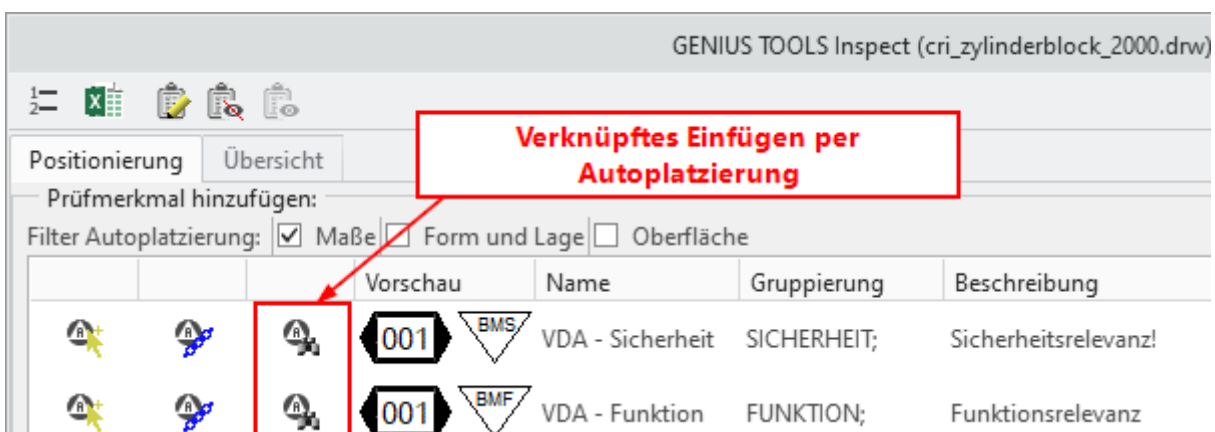 GENIUS TOOLS Inspect (cri_zylinderblock_2000.drw)
Verknüpftes Einfügen per
Autoplatzierung
Positionierung Übersicht
Prüfmerkmal hinzufügen:
Filter Autoplatzierung: Maße Form und Lage Oberfläche
Vorschau Name Gruppierung Beschreibung
001 BMS VDA - Sicherheit SICHERHEIT; Sicherheitsrelevanz!
001 BMF VDA - Funktion FUNKTION; Funktionsrelevanz